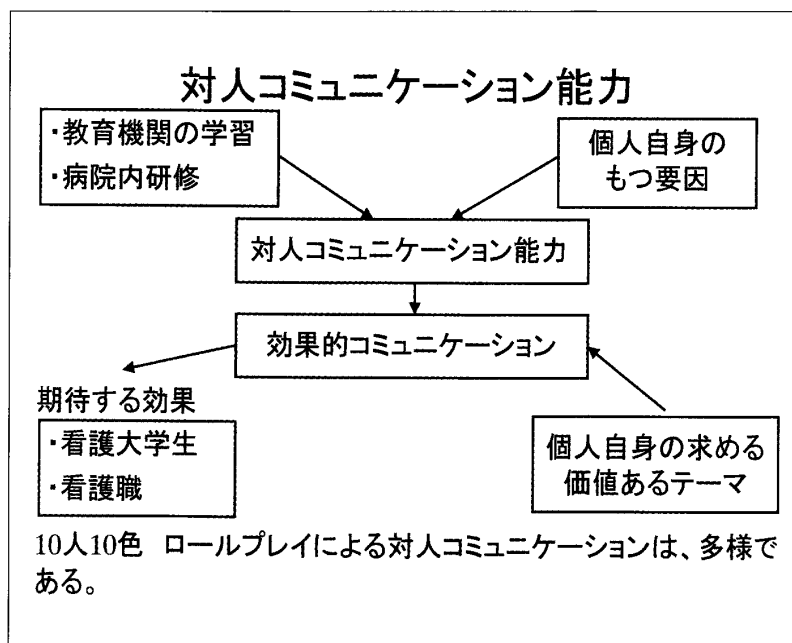 対人コミュニケーション能力
・教育機関の学習
・病院内研修
個人自身の
もつ要因
対人コミュニケーション能力
効果的コミュニケーション
期待する効果
・看護大学生
・看護職
個人自身の求める
価値あるテーマ
10人10色　ロールプレイによる対人コミュニケーションは、多様で
ある。